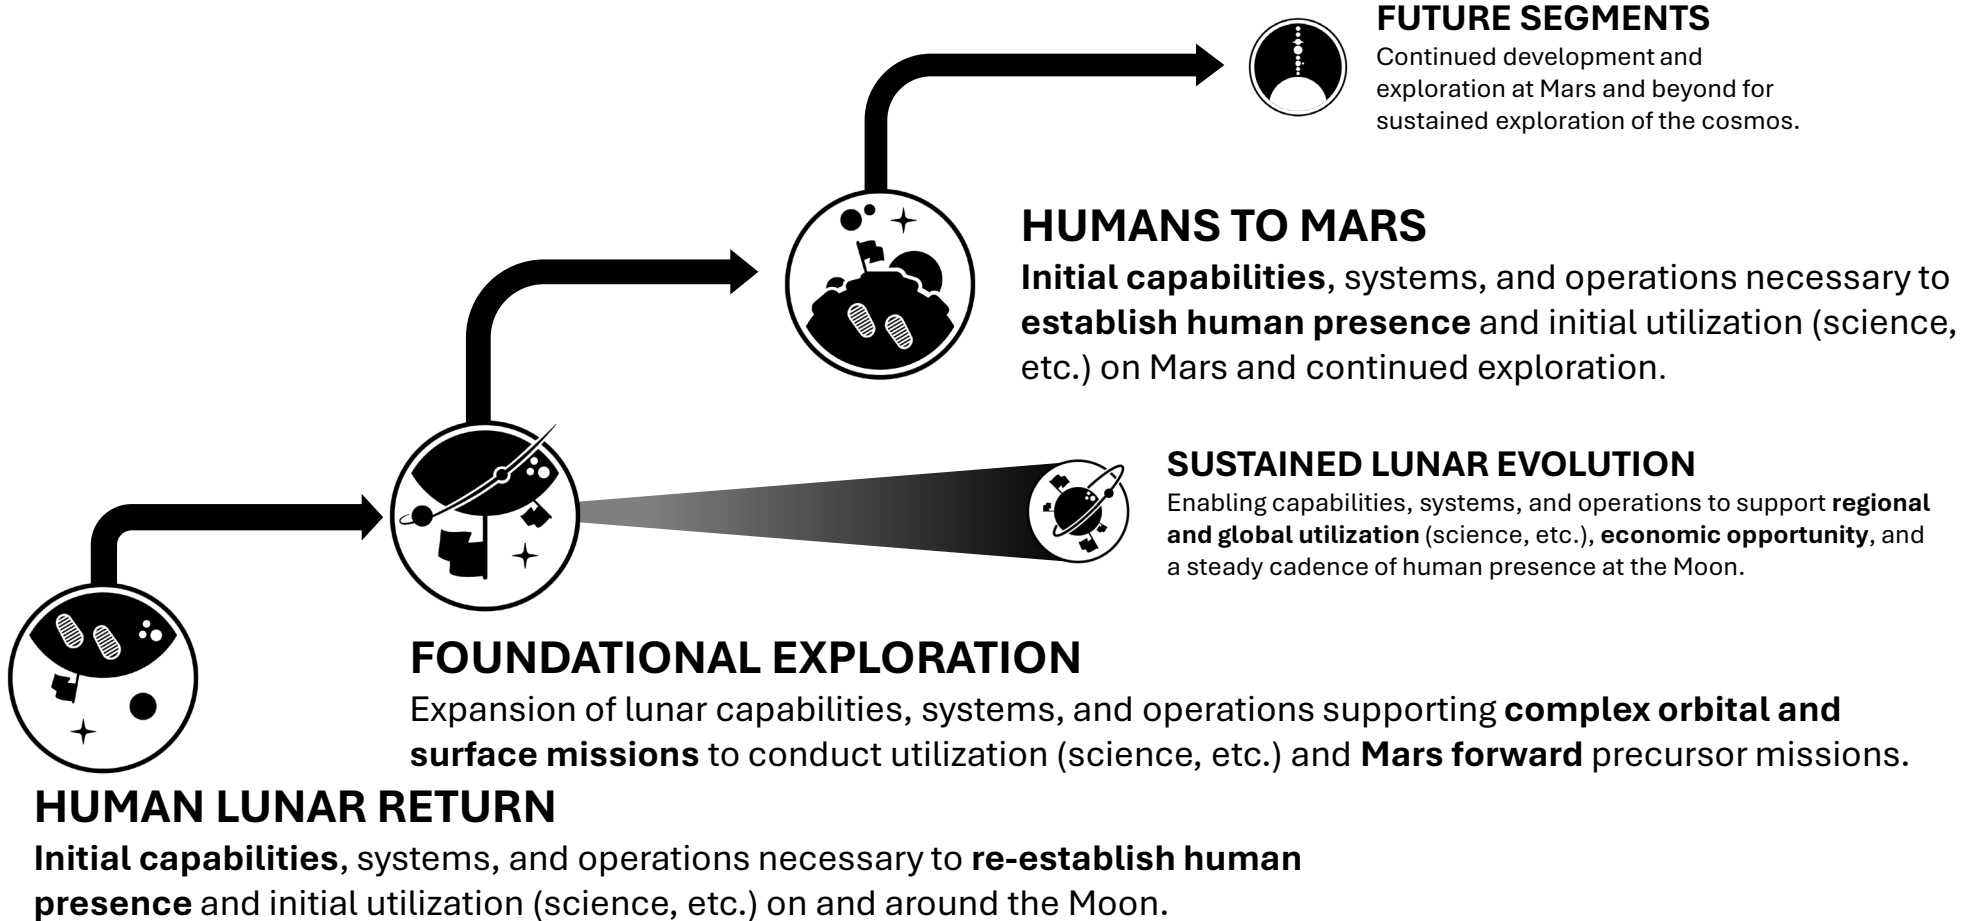 FUTURE SEGMENTS
Continued development and
exploration at Mars and beyond for
sustained exploration of the cosmos.
HUMANS TO MARS
Initial capabilities, systems, and operations necessary to
establish human presence and initial utilization (science,
etc.) on Mars and continued exploration.
SUSTAINED LUNAR EVOLUTION
Enabling capabilities, systems, and operations to support regional
and global utilization (science, etc.), economic opportunity, and
a steady cadence of human presence at the Moon.
FOUNDATIONAL EXPLORATION
Expansion of lunar capabilities, systems, and operations supporting complex orbital and
surface missions to conduct utilization (science, etc.) and Mars forward precursor missions.
HUMAN LUNAR RETURN
Initial capabilities, systems, and operations necessary to re-establish human
presence and initial utilization (science, etc.) on and around the Moon.